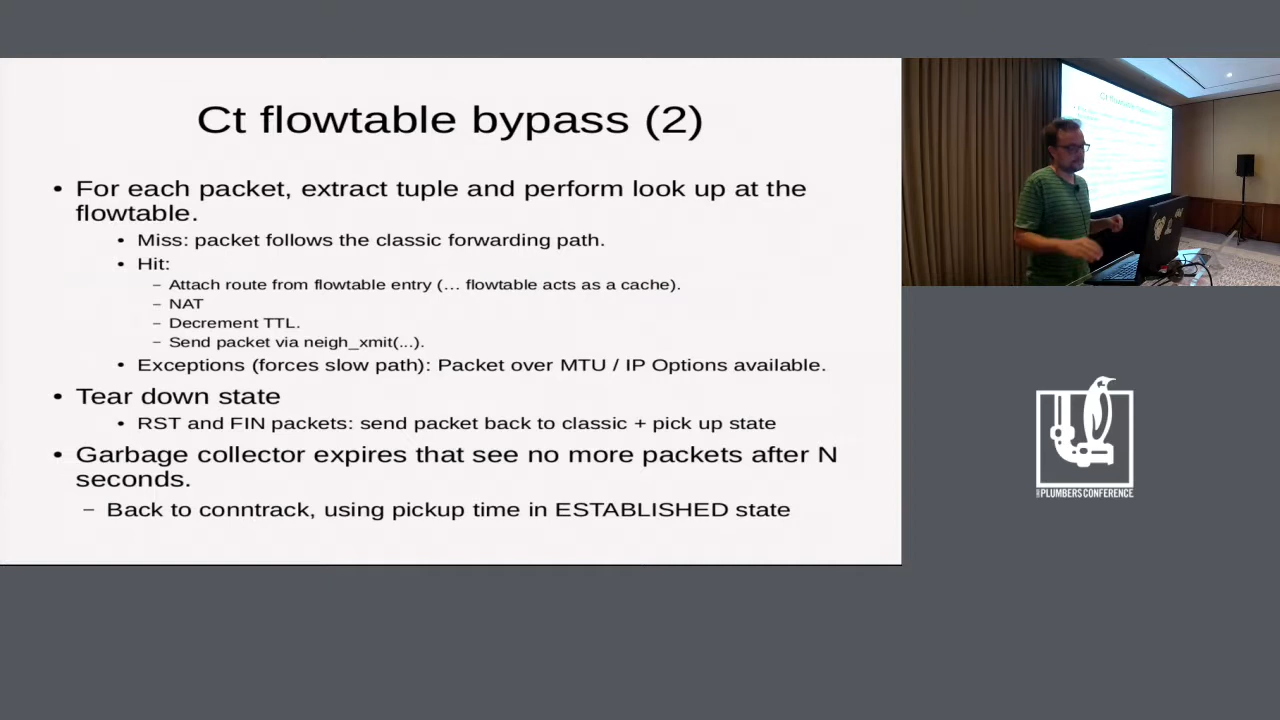 Ct flowtable bypass (2)
• For each packet, extract tuple and perform look up at the
flowtable.
• Miss: packet follows the classic forwarding path.
• Hit:
– Attach route from flowtable entry (... flowtable acts as a cache).
– NAT
– Decrement TTL.
– Send packet via neigh_xmit(...).
• Exceptions (forces slow path): Packet over MTU / IP Options available.
• Tear down state
• RST and FIN packets: send packet back to classic + pick up state
• Garbage collector expires that see no more packets after N
seconds.
– Back to conntrack, using pickup time in ESTABLISHED state
PLUMBERS CONFERENCE